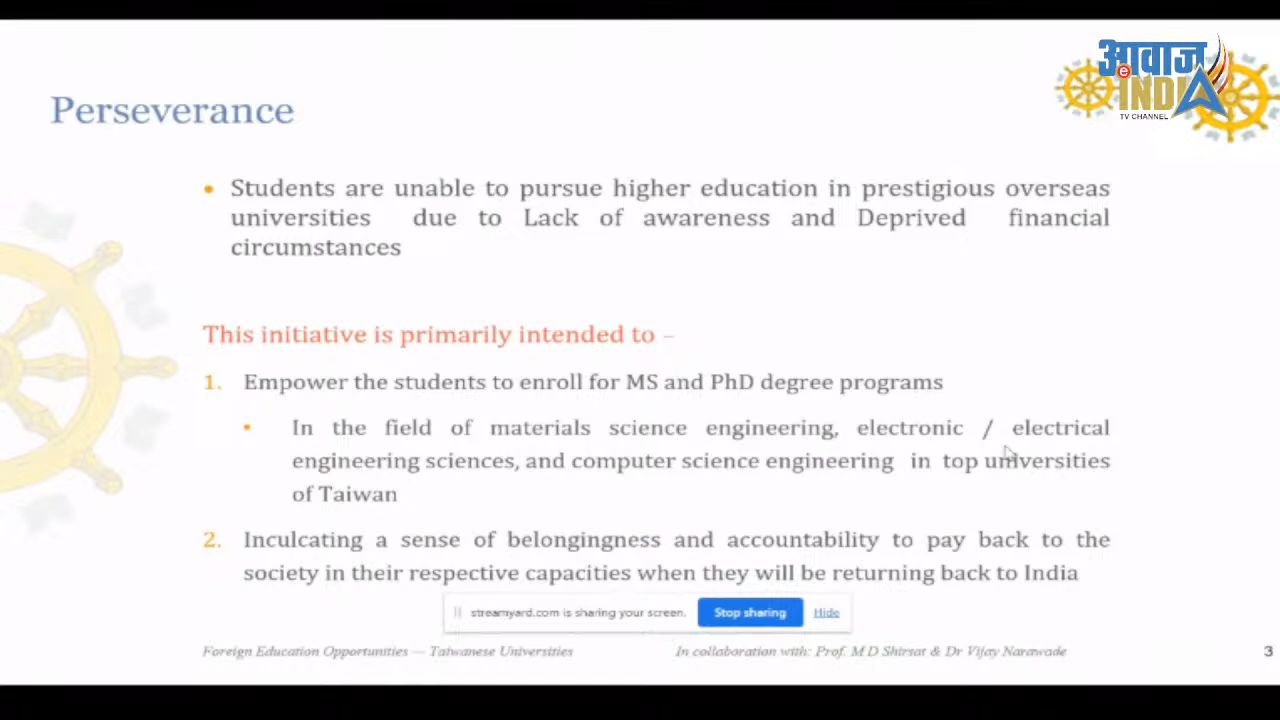 आवाज
e
INDIA
TV CHANNEL
Perseverance
• Students are unable to pursue higher education in prestigious overseas
universities due to Lack of awareness and Deprived financial
circumstances
This initiative is primarily intended to –
1. Empower the students to enroll for MS and PhD degree programs
• In the field of materials science engineering, electronic / electrical
engineering sciences, and computer science engineering in top universities
of Taiwan
2. Inculcating a sense of belongingness and accountability to pay back to the
society in their respective capacities when they will be returning back to India
streamyard.com is sharing your screen. Stop sharing Hide
Foreign Education Opportunities — Taiwanese Universities In collaboration with: Prof. M D Shirsat & Dr Vijay Narawade 3